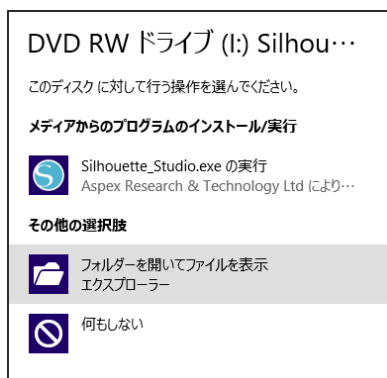 DVD RW ドライブ (I:) Silhou…
このディスク に対して行う操作を選んでください。
メディアからのプログラムのインストール/実行
Silhouette_Studio.exe の実行
Aspex Research & Technology Ltd により…
その他の選択肢
フォルダーを開いてファイルを表示
エクスプローラー
何もしない